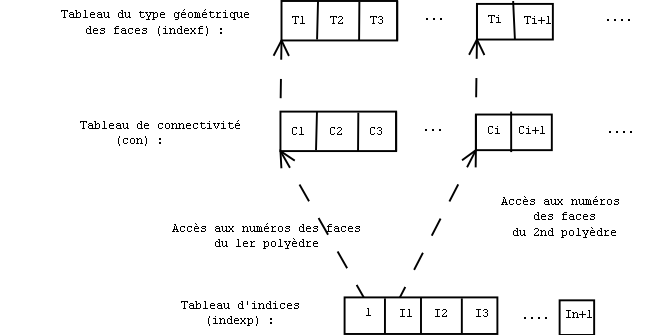 Tableau du type géométrique
des faces (indexf) :
T1 T2 T3 ... Ti Ti+1 ....
Tableau de connectivité
(con) :
C1 C2 C3 ... Ci Ci+1 ....
Accès aux numéros des faces
du 1er polyèdre
Accès aux numéros
des faces
du 2nd polyèdre
Tableau d'indices
(indexp) :
1 I1 I2 I3 .... In+1